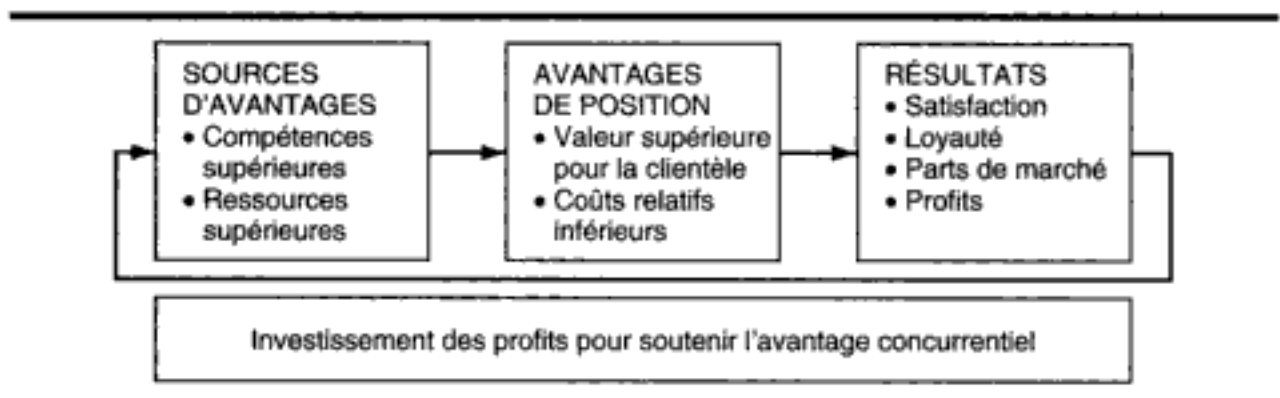 SOURCES
D'AVANTAGES
• Compétences
supérieures
• Ressources
supérieures
AVANTAGES
DE POSITION
• Valeur supérieure
pour la clientèle
• Coûts relatifs
inférieurs
RÉSULTATS
• Satisfaction
• Loyauté
• Parts de marché
• Profits
Investissement des profits pour soutenir l'avantage concurrentiel